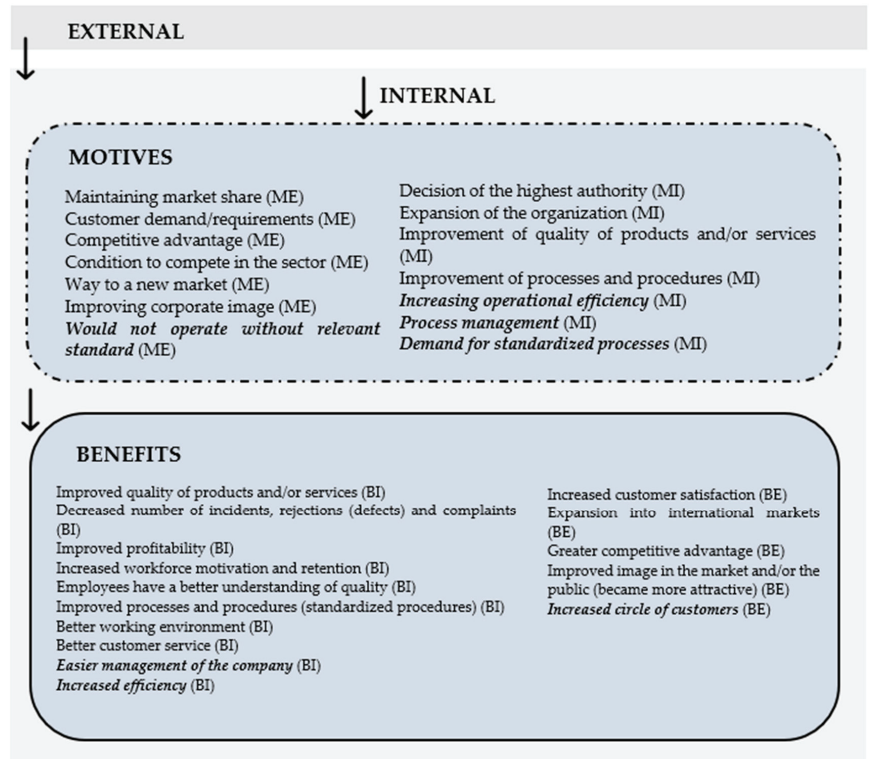 EXTERNAL
INTERNAL
MOTIVES
Maintaining market share (ME)
Customer demand/requirements (ME)
Competitive advantage (ME)
Condition to compete in the sector (ME)
Way to a new market (ME)
Improving corporate image (ME)
Would not operate without relevant
standard (ME)
Decision of the highest authority (MI)
Expansion of the organization (MI)
Improvement of quality of products and/or services
(MI)
Improvement of processes and procedures (MI)
Increasing operational efficiency (MI)
Process management (MI)
Demand for standardized processes (MI)
BENEFITS
Improved quality of products and/or services (BI)
Decreased number of incidents, rejections (defects) and complaints
(BI)
Improved profitability (BI)
Increased workforce motivation and retention (BI)
Employees have a better understanding of quality (BI)
Improved processes and procedures (standardized procedures) (BI)
Better working environment (BI)
Better customer service (BI)
Easier management of the company (BI)
Increased efficiency (BI)
Increased customer satisfaction (BE)
Expansion into international markets
(BE)
Greater competitive advantage (BE)
Improved image in the market and/or the
public (became more attractive) (BE)
Increased circle of customers (BE)